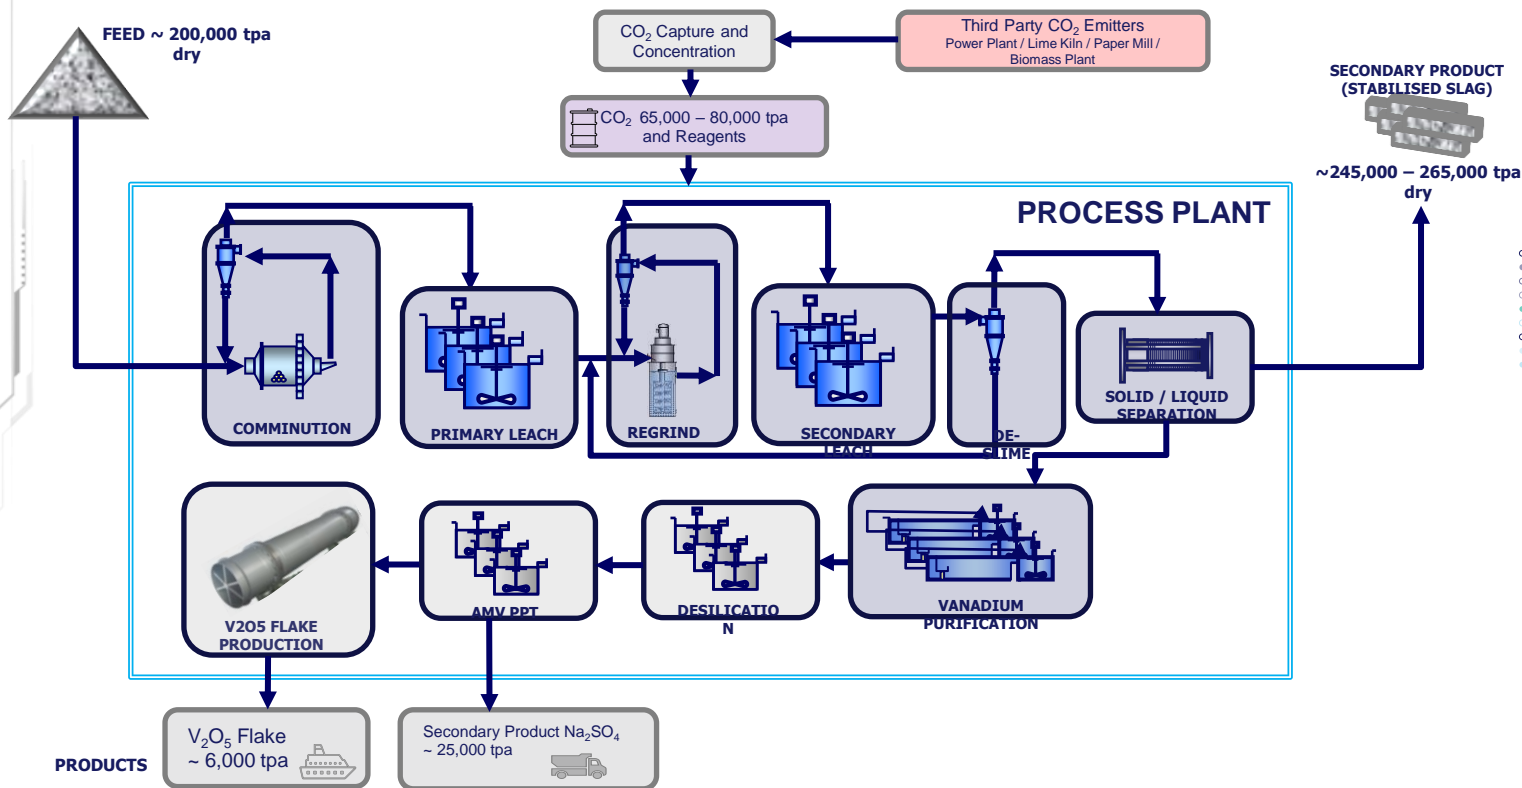 FEED ~ 200,000 tpa
dry
CO₂ Capture and
Concentration
Third Party CO₂ Emitters
Power Plant / Lime Kiln / Paper Mill /
Biomass Plant
SECONDARY PRODUCT
(STABILISED SLAG)
CO₂ 65,000 – 80,000 tpa
and Reagents
~245,000 – 265,000 tpa
dry
PROCESS PLANT
COMMINUTION
PRIMARY LEACH
REGRIND
SECONDARY
LEACH
DE-
SLIME
SOLID / LIQUID
SEPARATION
V2O5 FLAKE
PRODUCTION
AMV PPT
DESILICATIO
N
VANADIUM
PURIFICATION
PRODUCTS
V₂O₅ Flake
~ 6,000 tpa
Secondary Product Na₂SO₄
~ 25,000 tpa